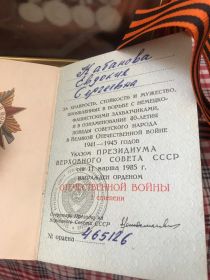 Кабанова
Евдокия
Сергеевна
ЗА ХРАБРОСТЬ, СТОЙКОСТЬ И МУЖЕСТВО,
ПРОЯВЛЕННЫЕ В БОРЬБЕ С НЕМЕЦКО-
ФАШИСТСКИМИ ЗАХВАТЧИКАМИ,
И В ОЗНАМЕНОВАНИЕ 40-ЛЕТИЯ
ПОБЕДЫ СОВЕТСКОГО НАРОДА
В ВЕЛИКОЙ ОТЕЧЕСТВЕННОЙ ВОЙНЕ
1941—1945 ГОДОВ
УКАЗОМ ПРЕЗИДИУМА
ВЕРХОВНОГО СОВЕТА СССР
ОТ 11 МАРТА 1985 г.
НАГРАЖДЕН ОРДЕНОМ
ОТЕЧЕСТВЕННОЙ ВОЙНЫ
степени
Секретарь Президиума
Верховного Совета СССР
№ ордена 465126